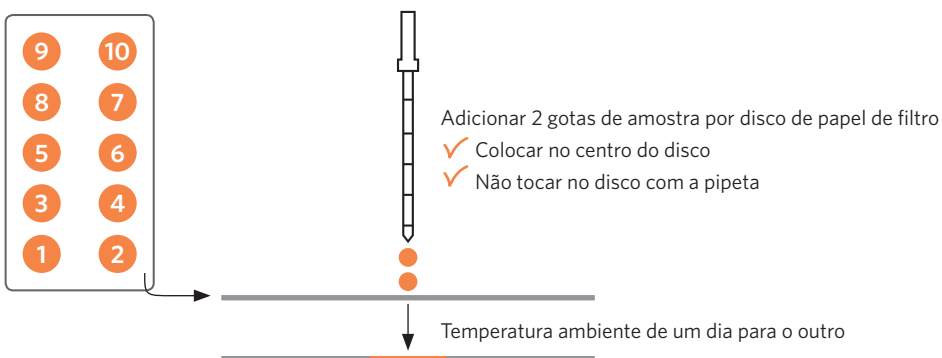 9 10
8 7
5 6
3 4
1 2
Adicionar 2 gotas de amostra por disco de papel de filtro
Colocar no centro do disco
Não tocar no disco com a pipeta
Temperatura ambiente de um dia para o outro